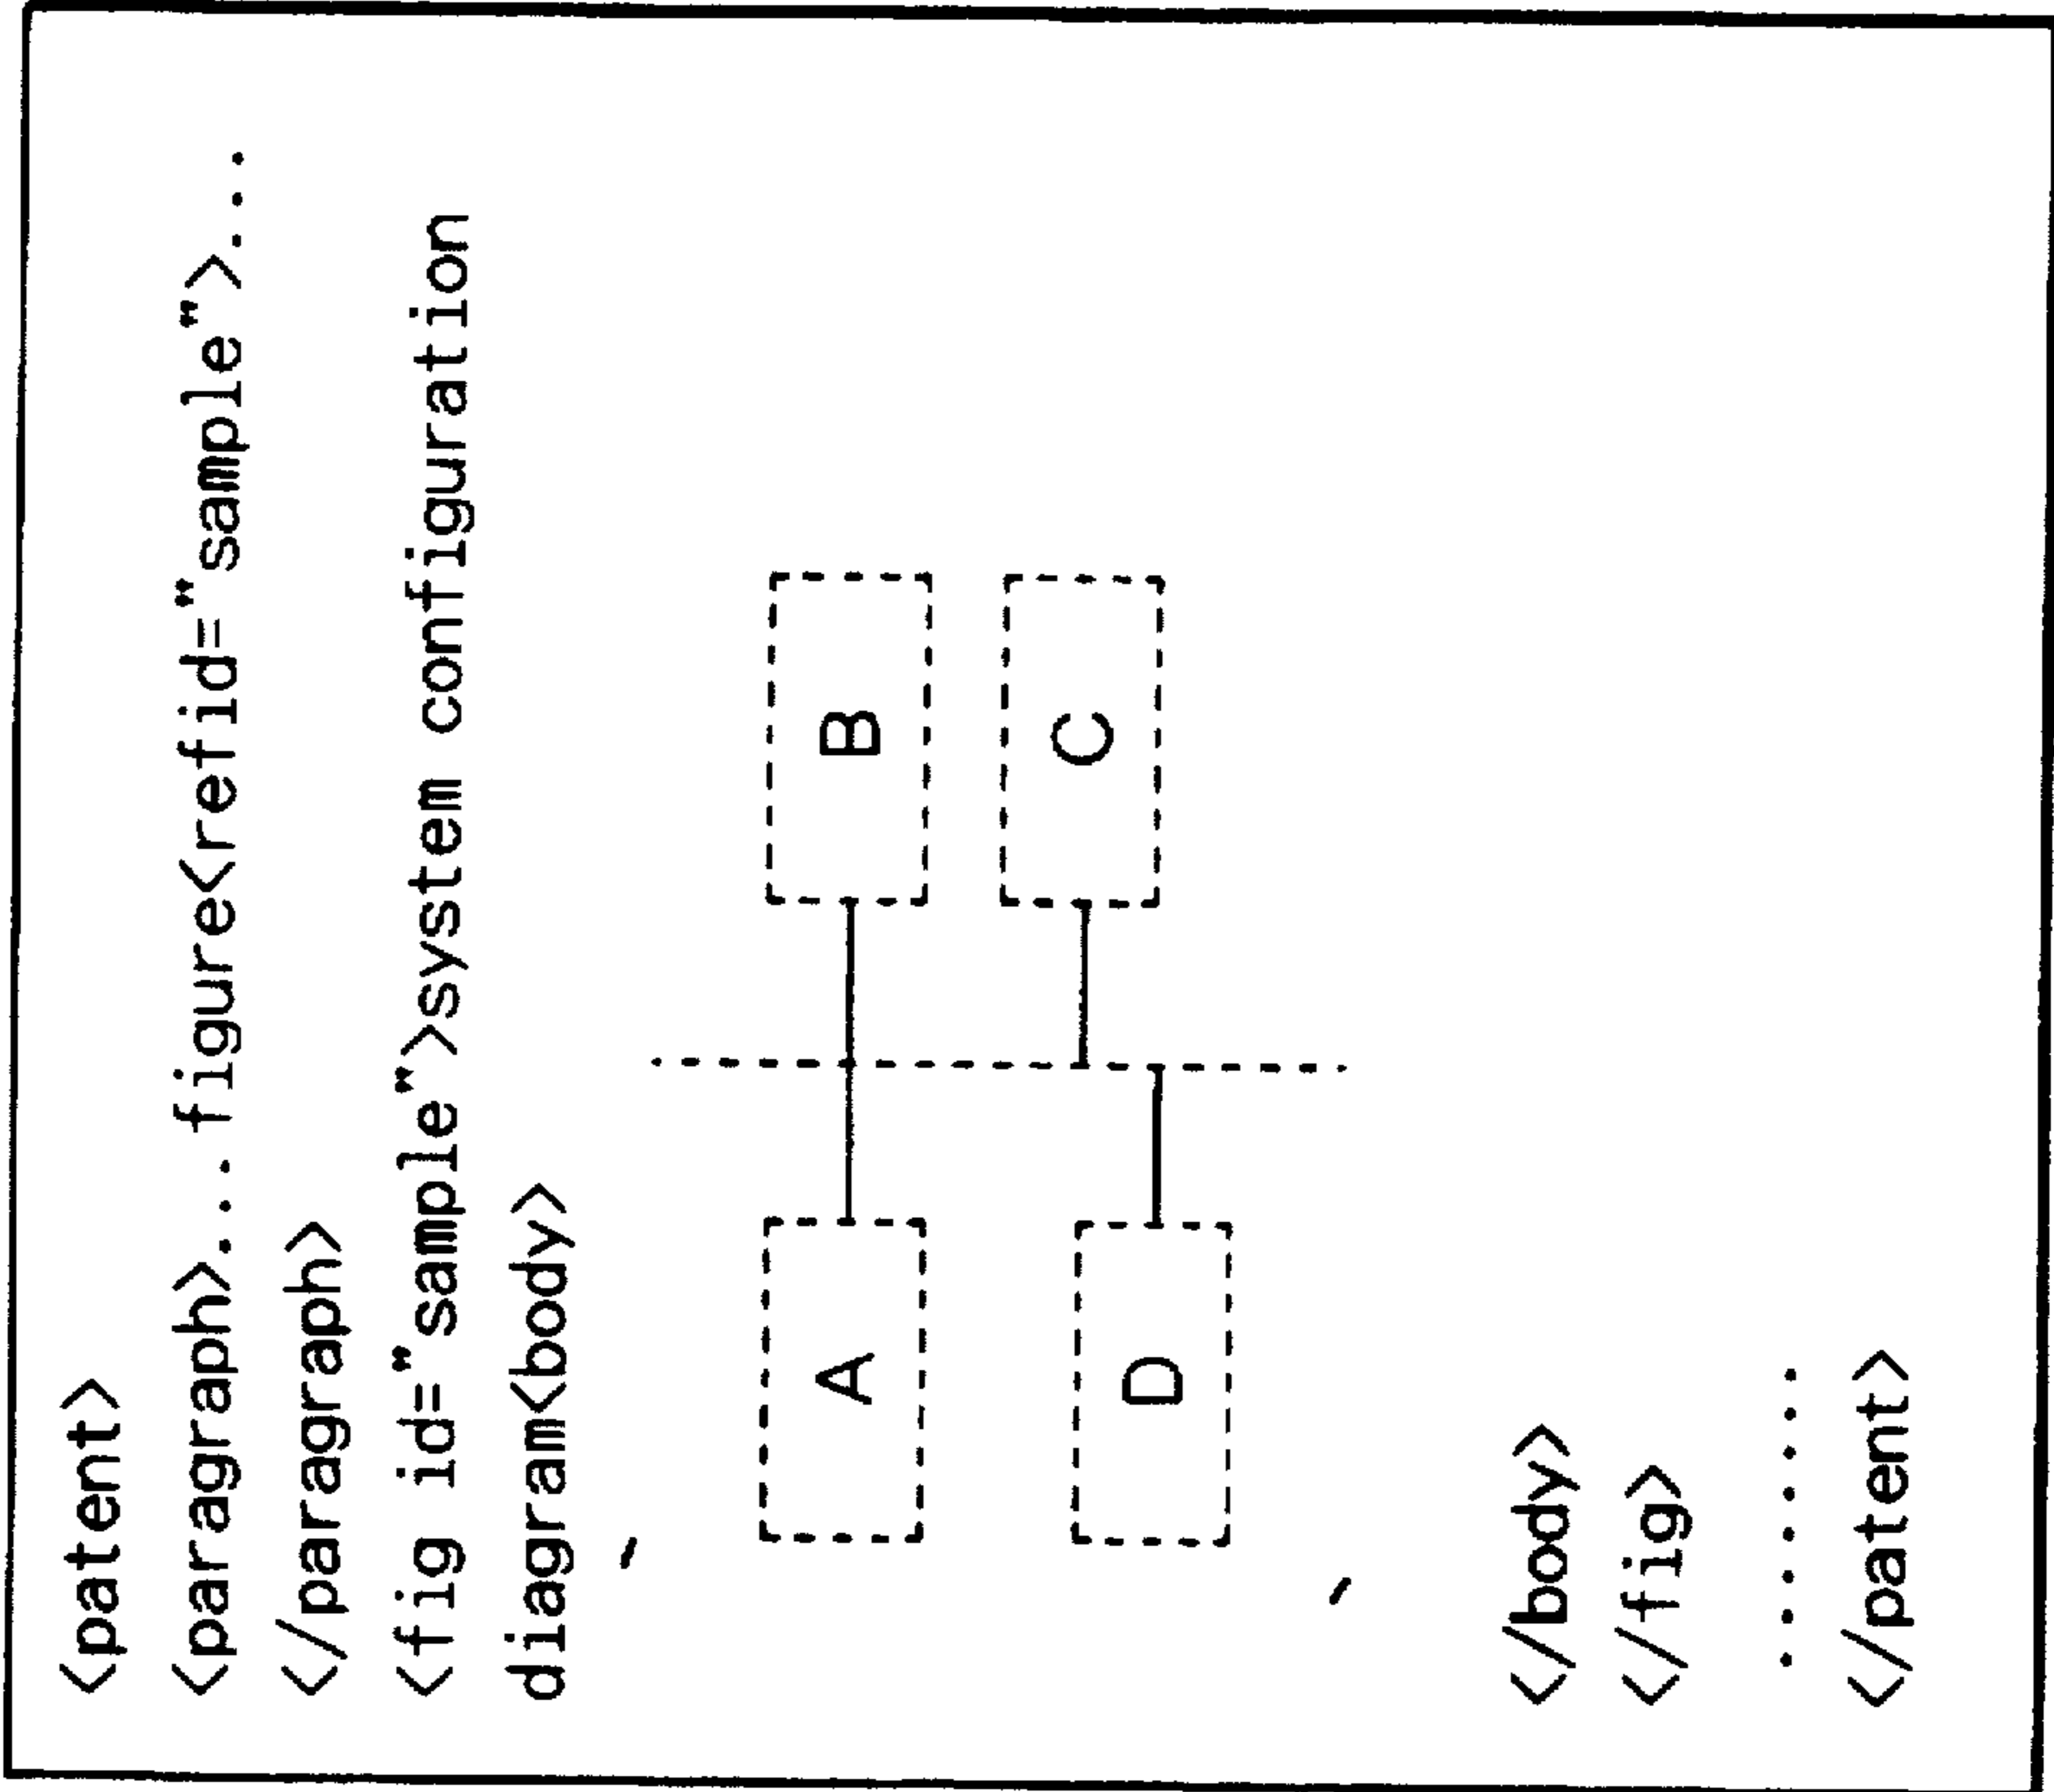 <patent>
<paragraph>... figure<refid="sample">...
</paragraph>
<fig id="sample">system configuration
diagram<body>
A
B
C
D
</body>
</fig>
........
</patent>